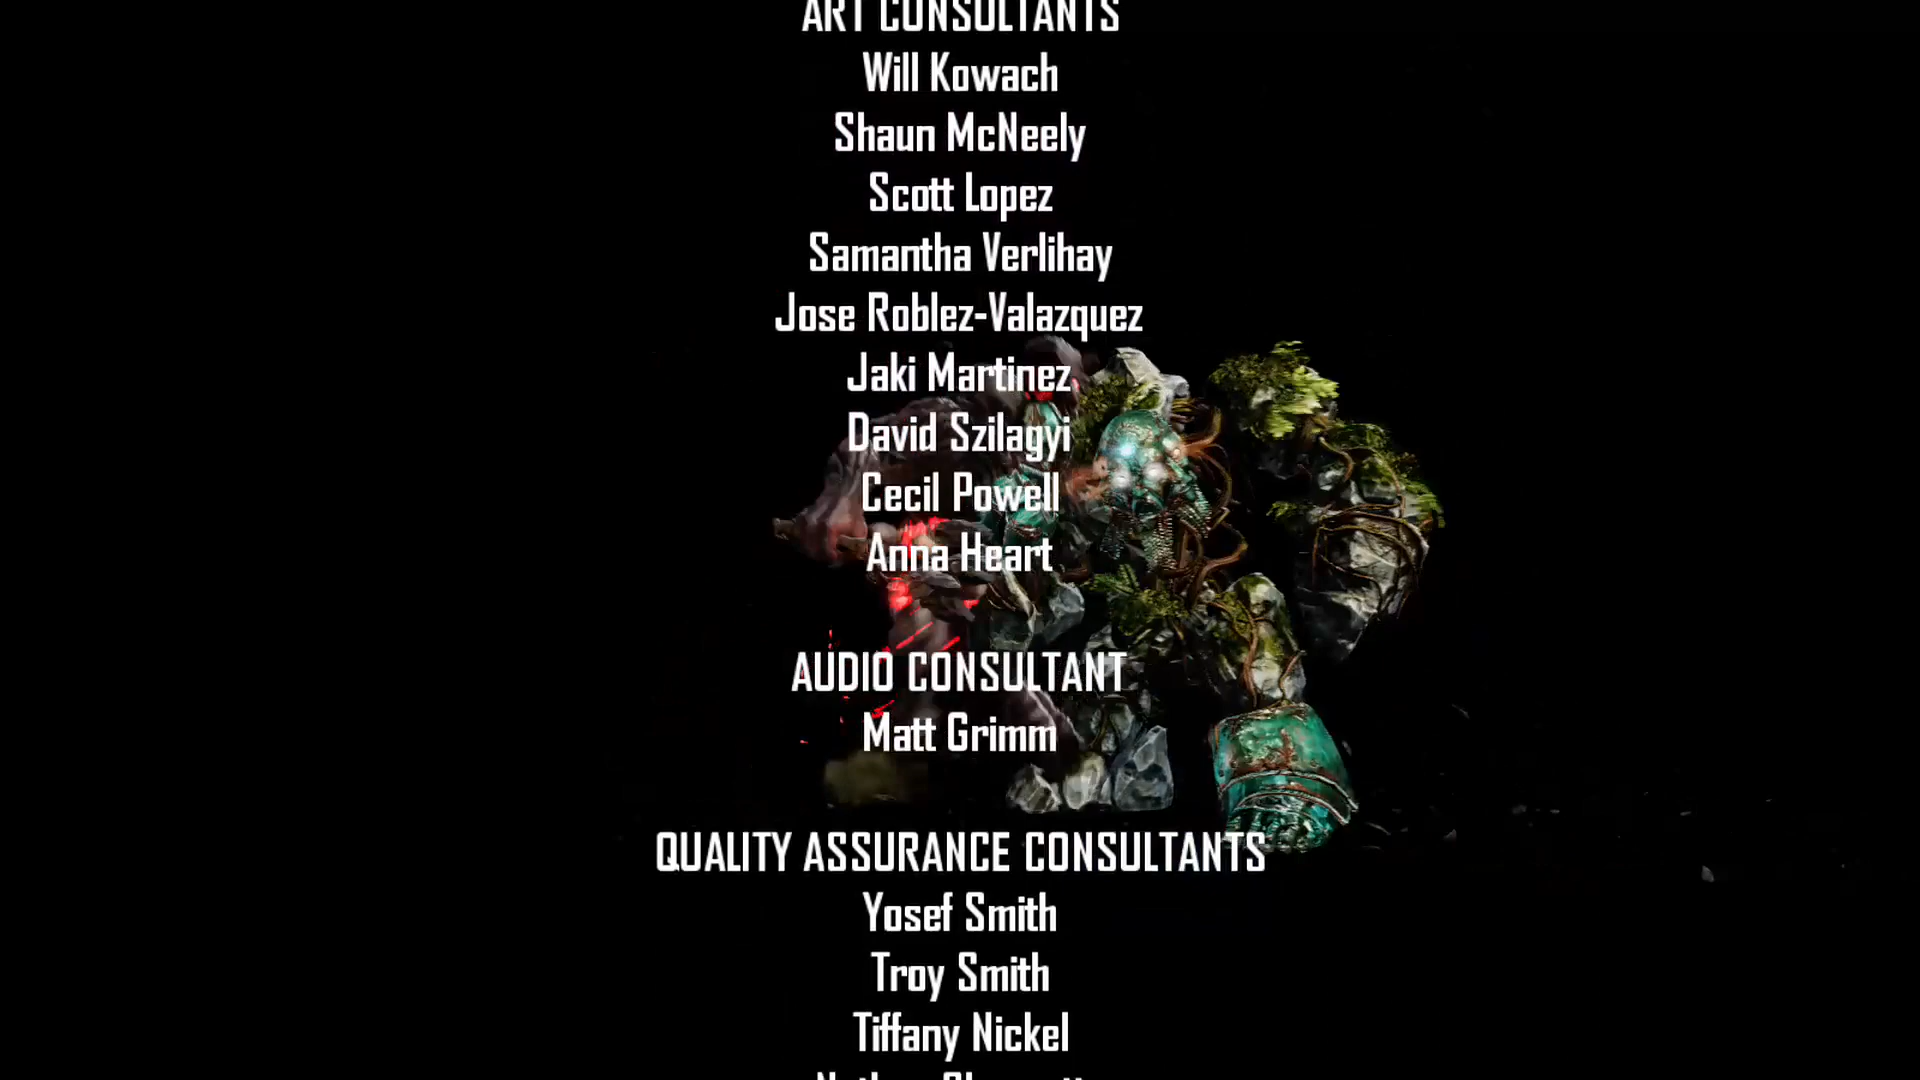 ART CONSULTANTS
Will Kowach
Shaun McNeely
Scott Lopez
Samantha Verlihay
Jose Roblez-Valazquez
Jaki Martinez
David Szilagyi
Cecil Powell
Anna Heart
AUDIO CONSULTANT
Matt Grimm
QUALITY ASSURANCE CONSULTANTS
Yosef Smith
Troy Smith
Tiffany Nickel